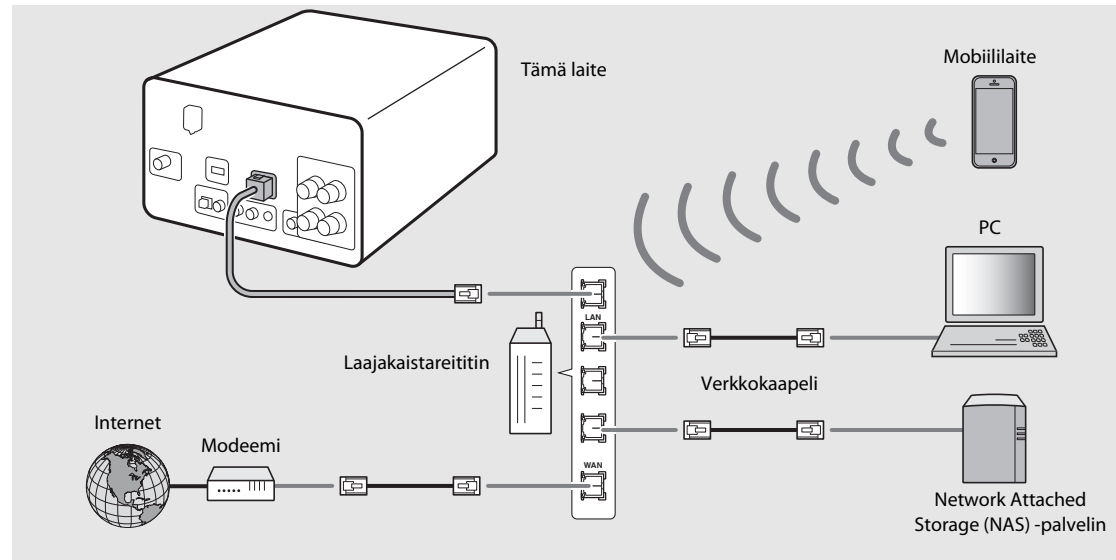 Tämä laite
Mobiililaite
PC
LAN
Laajakaistareititin
Verkkokaapeli
Internet
Modeemi
WAN
Network Attached
Storage (NAS) -palvelin